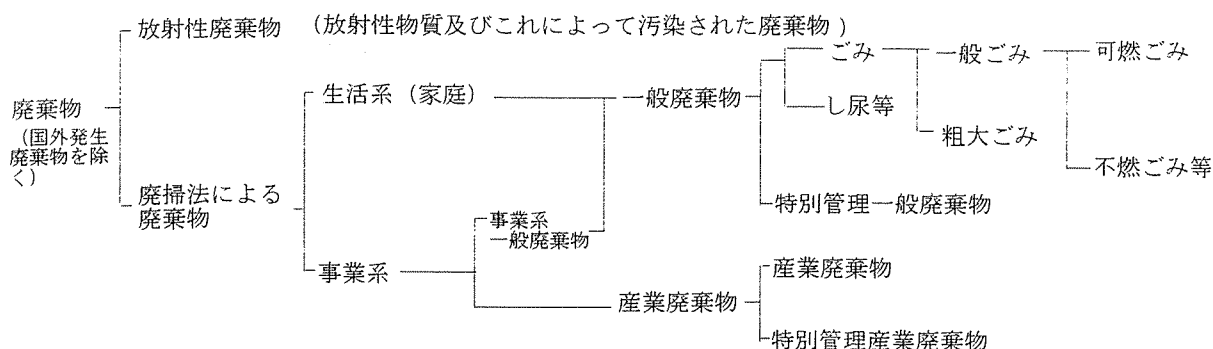 放射性廃棄物 (放射性物質及びこれによって汚染された廃棄物)
ごみ
一般ごみ
可燃ごみ
生活系(家庭)
一般廃棄物
し尿等
廃棄物
(国外発生
廃棄物を除
く)
粗大ごみ
不燃ごみ等
廃掃法による
廃棄物
特別管理一般廃棄物
事業系
一般廃棄物
事業系
産業廃棄物
産業廃棄物
特別管理産業廃棄物